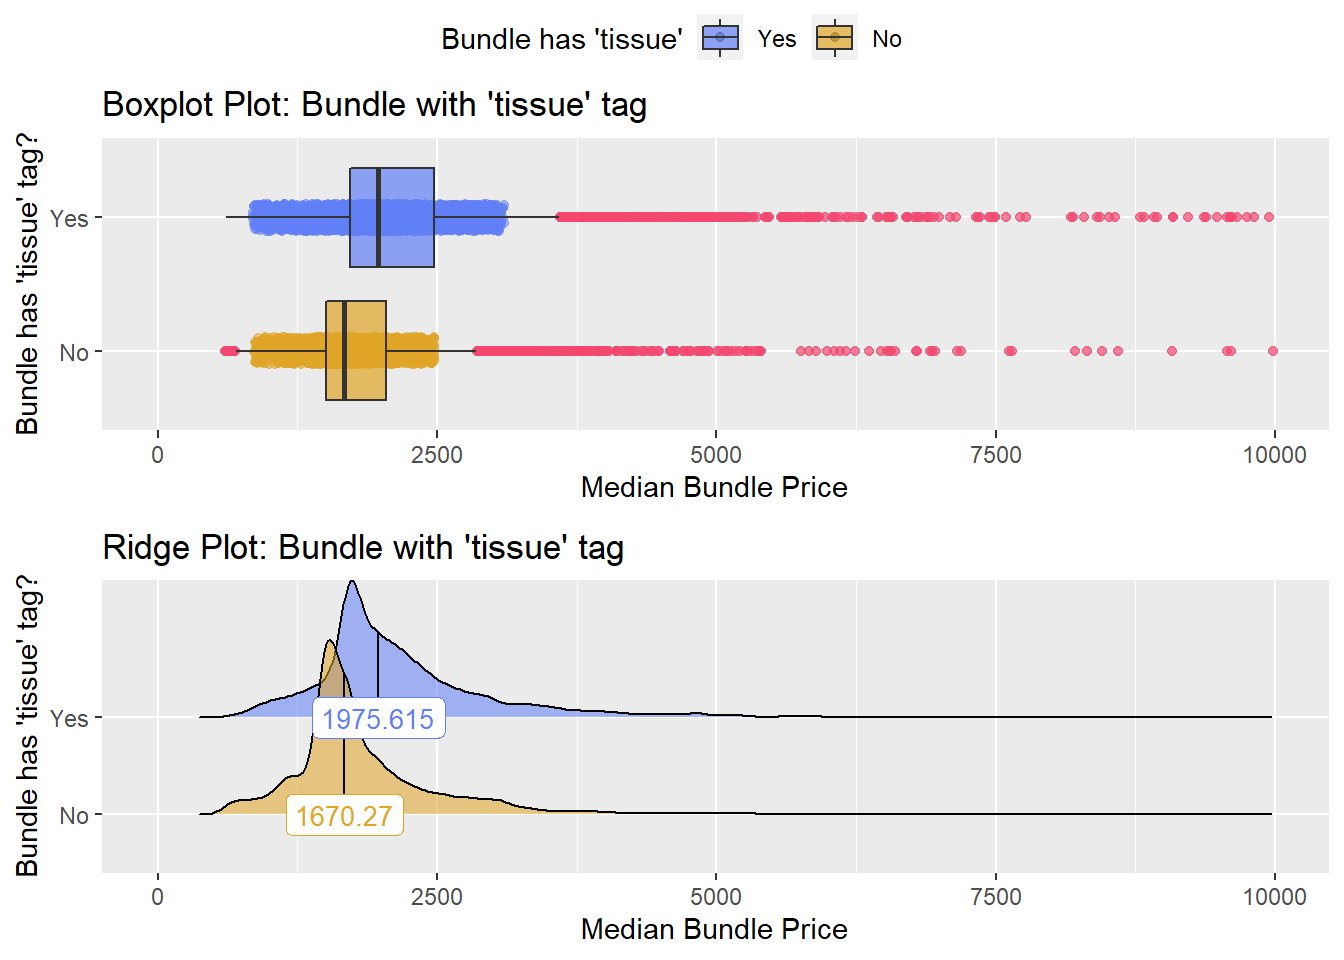 Bundle has 'tissue' Yes No
Boxplot Plot: Bundle with 'tissue' tag
Bundle has 'tissue' tag?
Yes
No
0 2500 5000 7500 10000
Median Bundle Price
Ridge Plot: Bundle with 'tissue' tag
Bundle has 'tissue' tag?
Yes
1975.615
No
1670.27
0 2500 5000 7500 10000
Median Bundle Price